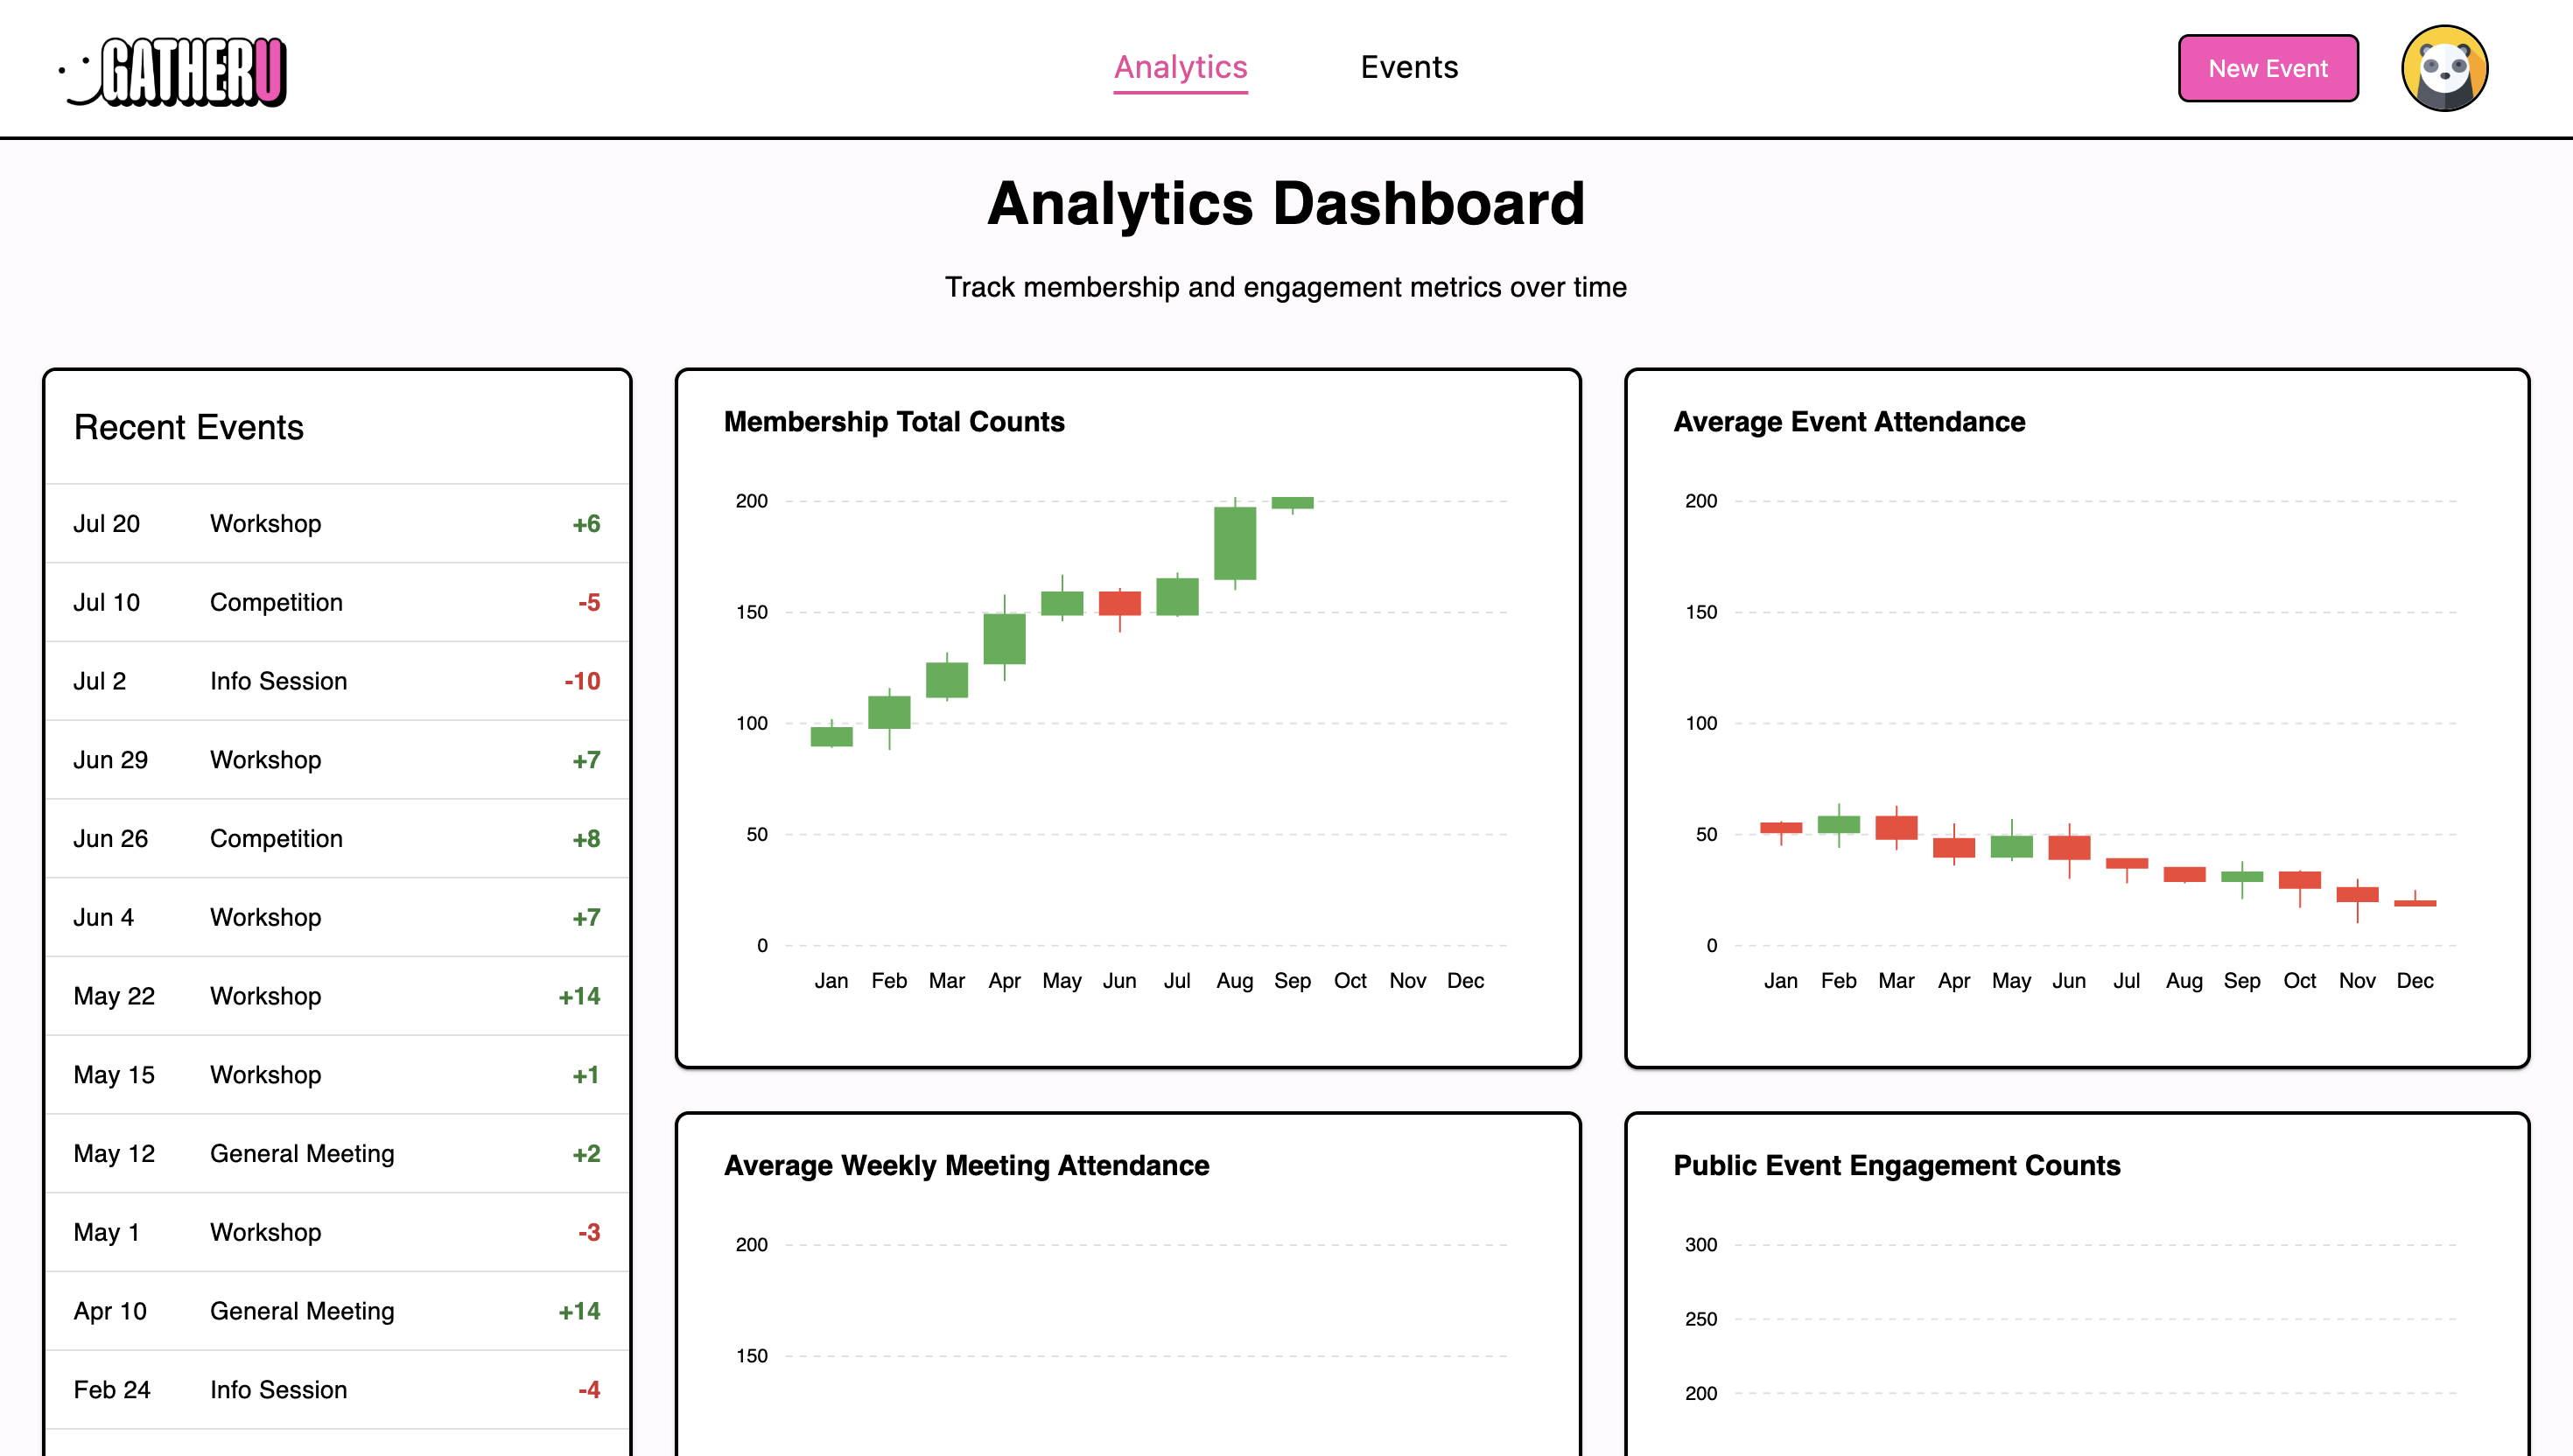 GATHERU
Analytics
Events
New Event
Analytics Dashboard
Track membership and engagement metrics over time
Recent Events
Jul 20 Workshop +6
Jul 10 Competition -5
Jul 2 Info Session -10
Jun 29 Workshop +7
Jun 26 Competition +8
Jun 4 Workshop +7
May 22 Workshop +14
May 15 Workshop +1
May 12 General Meeting +2
May 1 Workshop -3
Apr 10 General Meeting +14
Feb 24 Info Session -4
Membership Total Counts
200
150
100
50
0
Jan Feb Mar Apr May Jun Jul Aug Sep Oct Nov Dec
Average Event Attendance
200
150
100
50
0
Jan Feb Mar Apr May Jun Jul Aug Sep Oct Nov Dec
Average Weekly Meeting Attendance
200
150
Public Event Engagement Counts
300
250
200